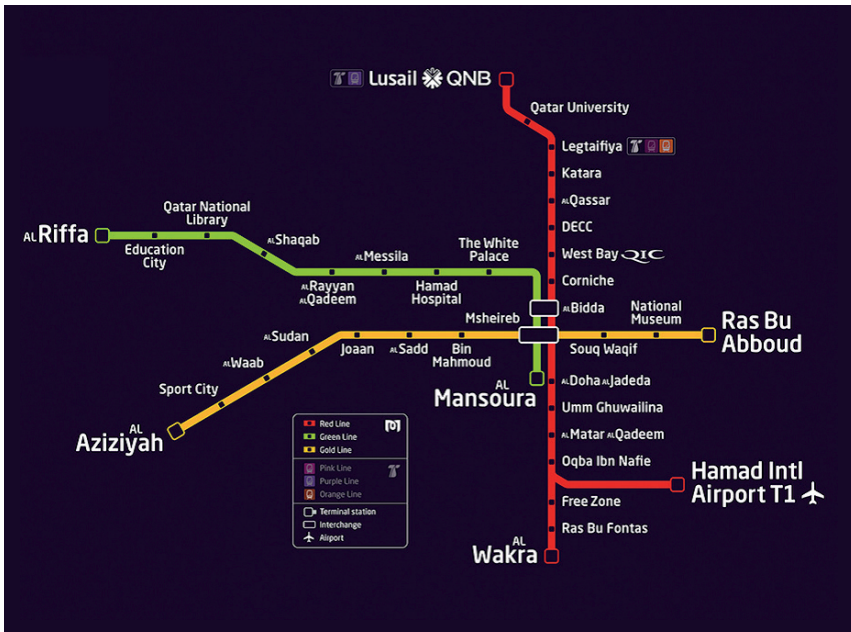 Lusail QNB
Qatar University
Legtaifiya
Katara
AL Qassar
DECC
West Bay QIC
Corniche
AL Bidda
Qatar National
Library
AL Riffa
Education
City
AL Shaqab
AL Messila
The White
Palace
AL Rayyan
AL Qadeem
Hamad
Hospital
Msheireb
National
Museum
Ras Bu
Abboud
Souq Waqif
AL Sudan
Joaan
AL Sadd
Bin
Mahmoud
AL Waab
Sport City
AL
Aziziyah
AL
Mansoura
AL Doha AL Jadeda
Umm Ghuwailina
AL Matar AL Qadeem
Oqba Ibn Nafie
Hamad Intl
Airport T1
Free Zone
Ras Bu Fontas
AL
Wakra
Red Line
Green Line
Gold Line
Pink Line
Purple Line
Orange Line
Terminal station
Interchange
Airport